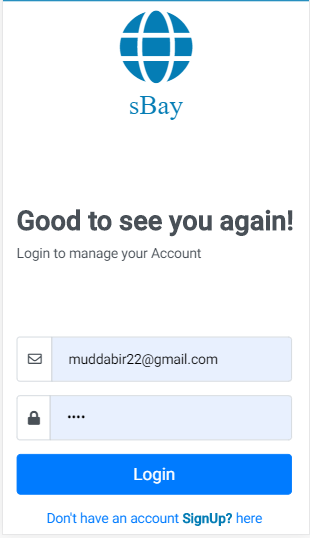 sBay
Good to see you again!
Login to manage your Account
muddabir22@gmail.com
••••
Login
Don't have an account SignUp? here